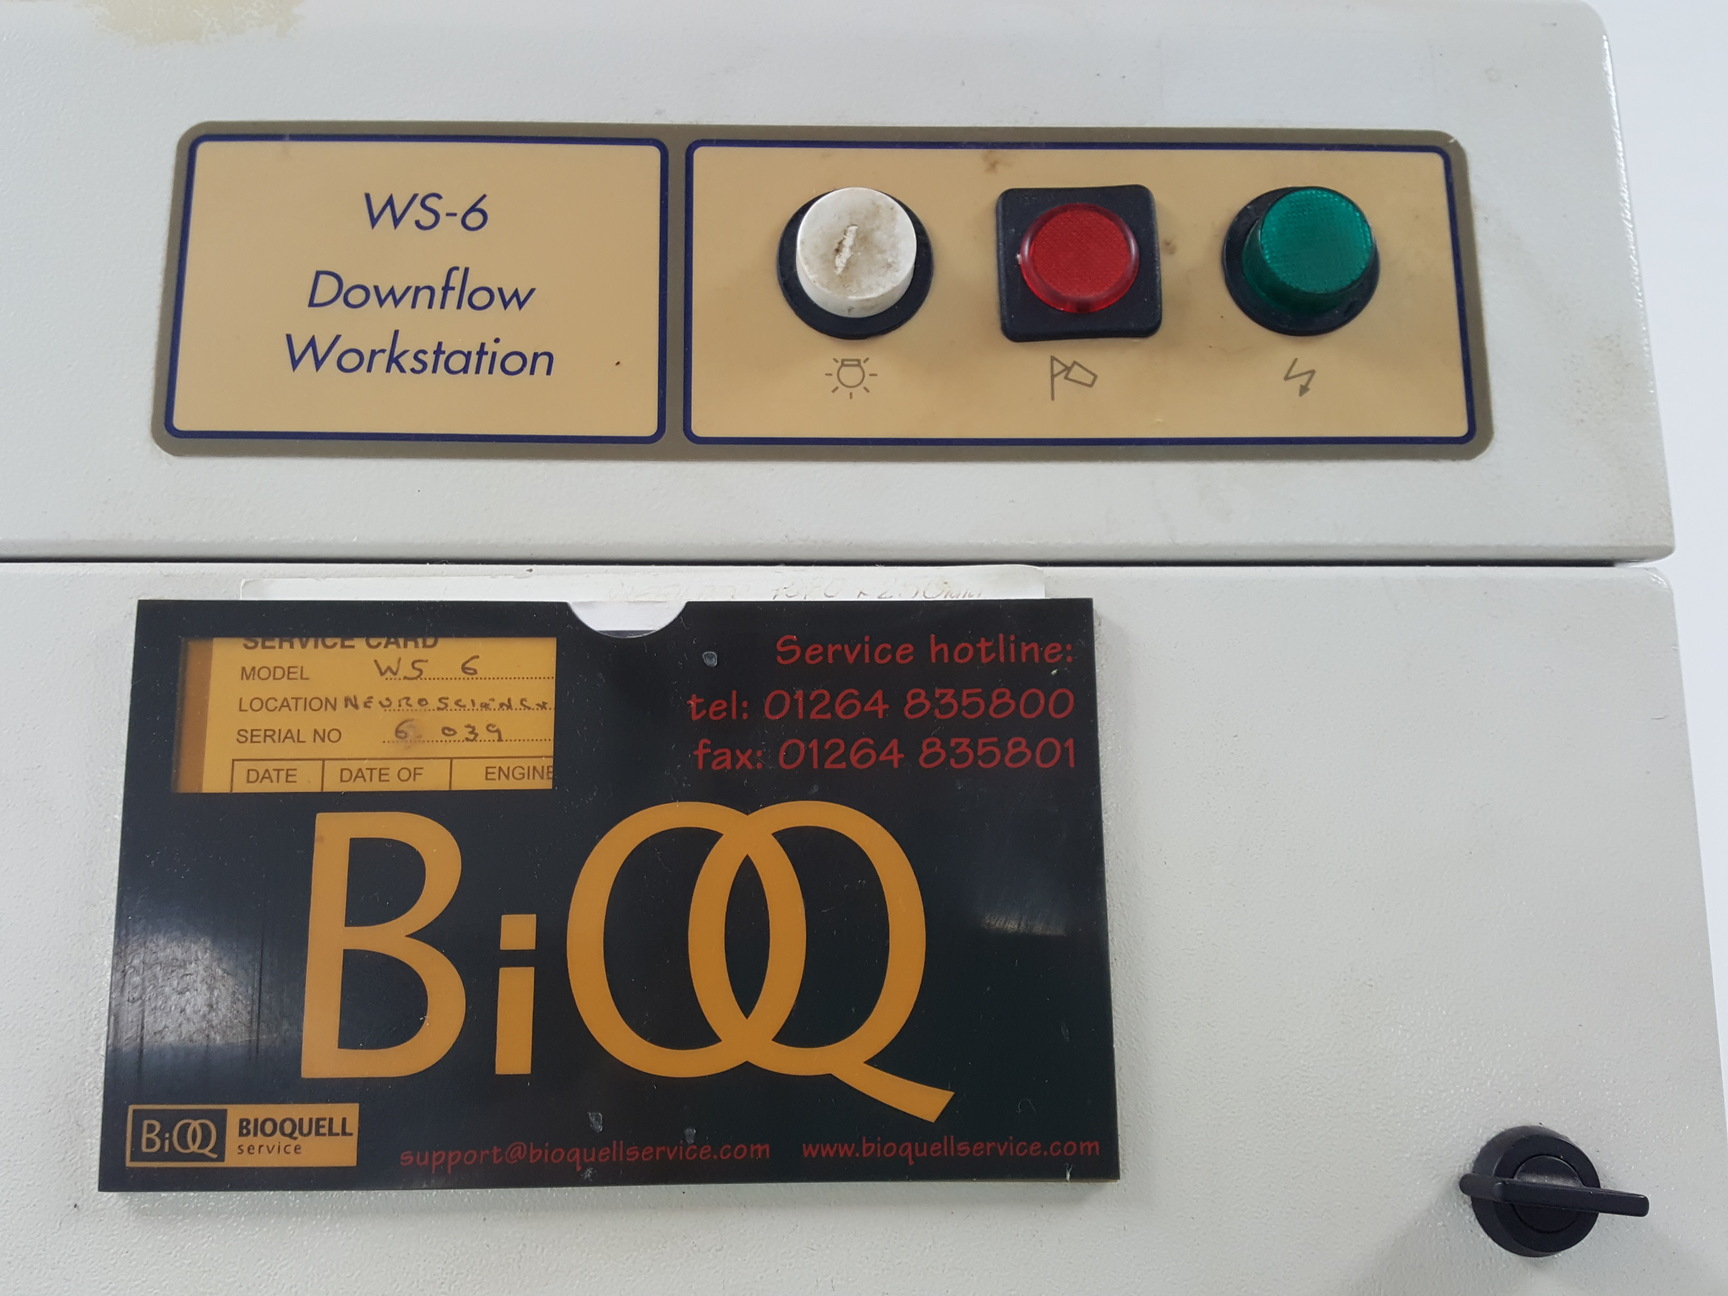 WS-6
Downflow
Workstation
SERVICE CARD
MODEL WS 6
LOCATION NEUROSCIENCE
SERIAL NO 6 039
DATE DATE OF ENGINE
Service hotline:
tel: 01264 835800
fax: 01264 835801
BiOQ
BiOQ BIOQUELL
service
support@bioquellservice.com www.bioquellservice.com